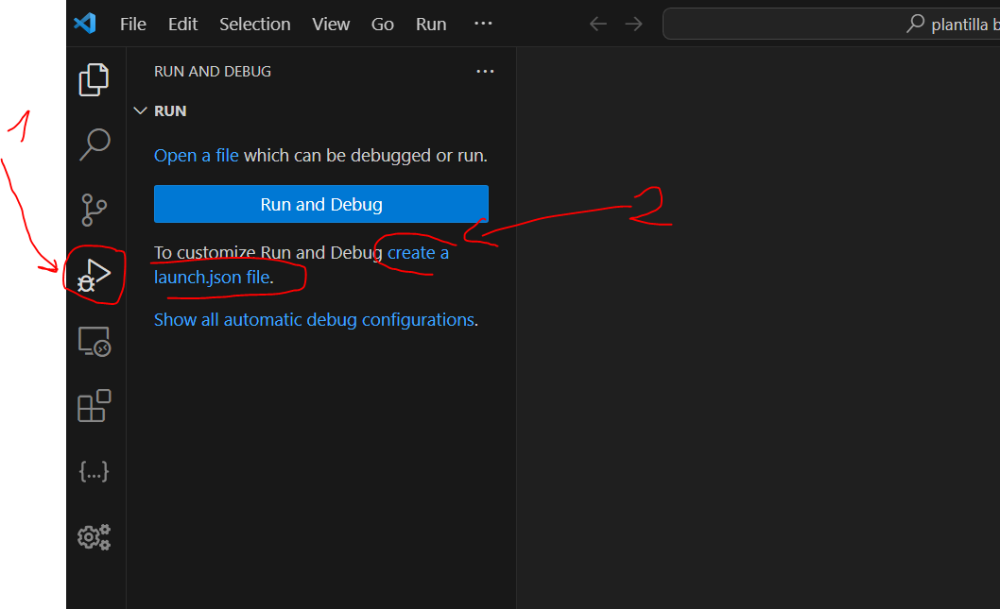 File Edit Selection View Go Run ···
plantilla b
RUN AND DEBUG ···
RUN
1
Open a file which can be debugged or run.
Run and Debug
2
To customize Run and Debug create a
launch.json file.
Show all automatic debug configurations.
{...}